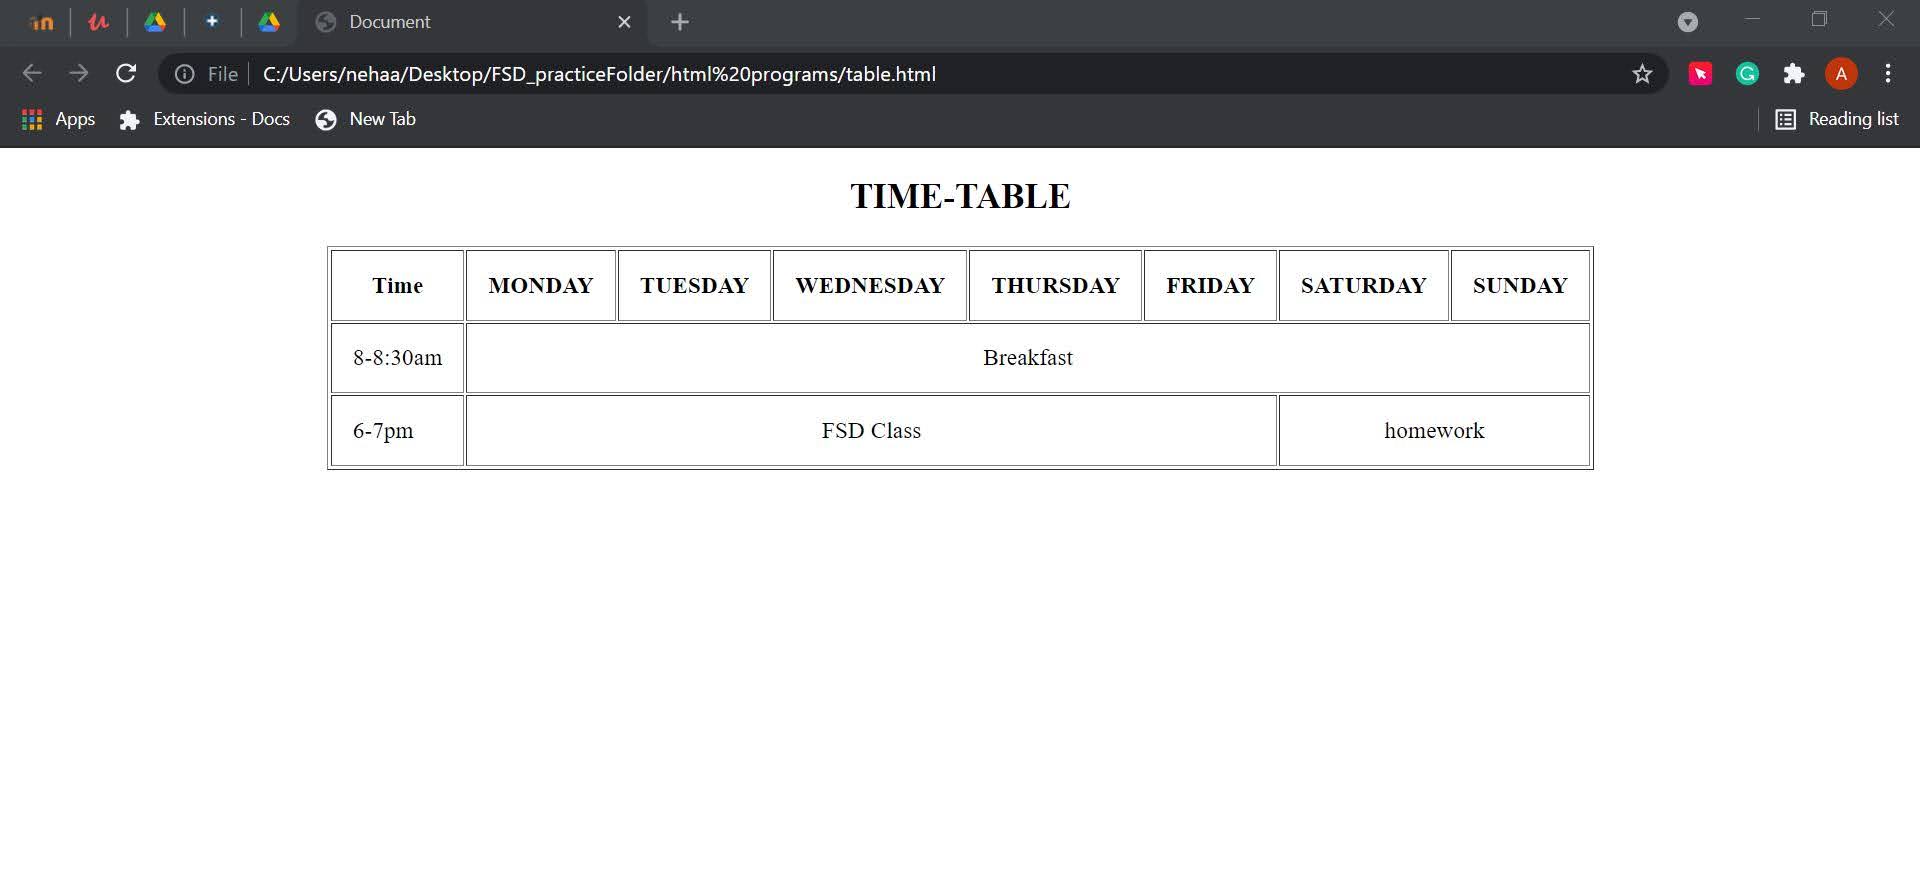 Document
File C:/Users/nehaa/Desktop/FSD_practiceFolder/html%20programs/table.html A
Apps Extensions - Docs New Tab Reading list
TIME-TABLE
Time MONDAY TUESDAY WEDNESDAY THURSDAY FRIDAY SATURDAY SUNDAY
8-8:30am Breakfast
6-7pm FSD Class homework